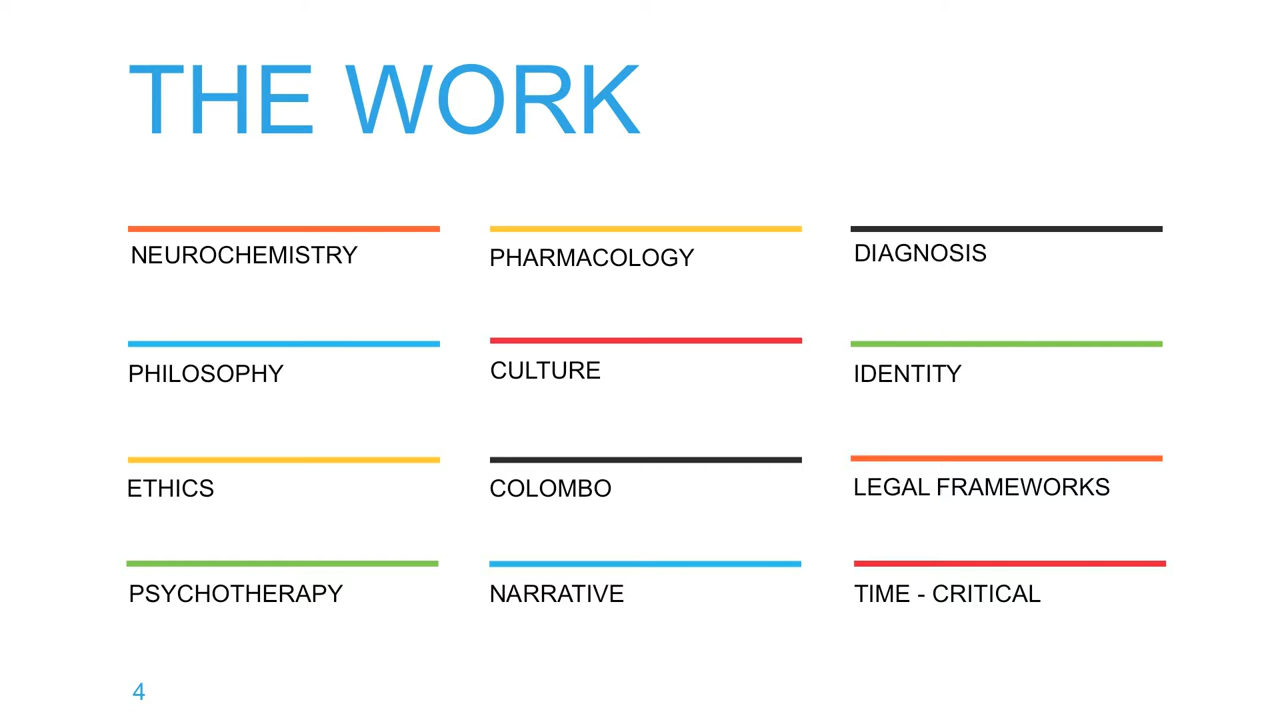 THE WORK
NEUROCHEMISTRY
PHARMACOLOGY
DIAGNOSIS
PHILOSOPHY
CULTURE
IDENTITY
ETHICS
COLOMBO
LEGAL FRAMEWORKS
PSYCHOTHERAPY
NARRATIVE
TIME - CRITICAL
4